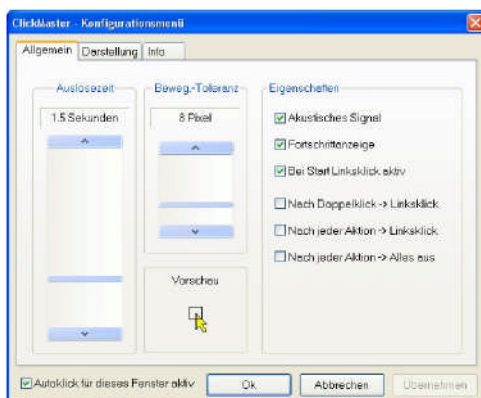 ClickMaster - Konfigurationsmenü
Allgemein Darstellung Info
Auslösezeit
1.5 Sekunden
Beweg.-Toleranz
8 Pixel
Vorschau
Eigenschaften
Akustisches Signal
Fortschrittanzeige
Bei Start Linksklick aktiv
Nach Doppelklick -> Linksklick
Nach jeder Aktion -> Linksklick
Nach jeder Aktion -> Alles aus
Autoklick für dieses Fenster aktiv
Ok Abbrechen Übernehmen